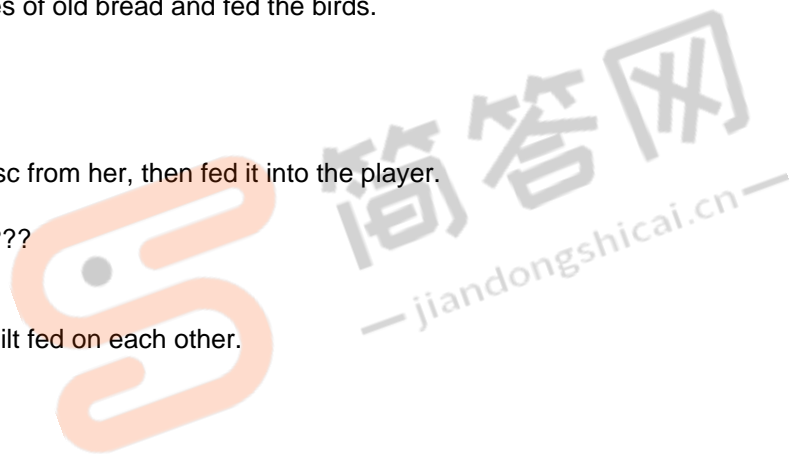 es of old bread and fed the birds.
简答网
sc from her, then fed it into the player.
???
jiandongshicai.cn
ilt fed on each other.